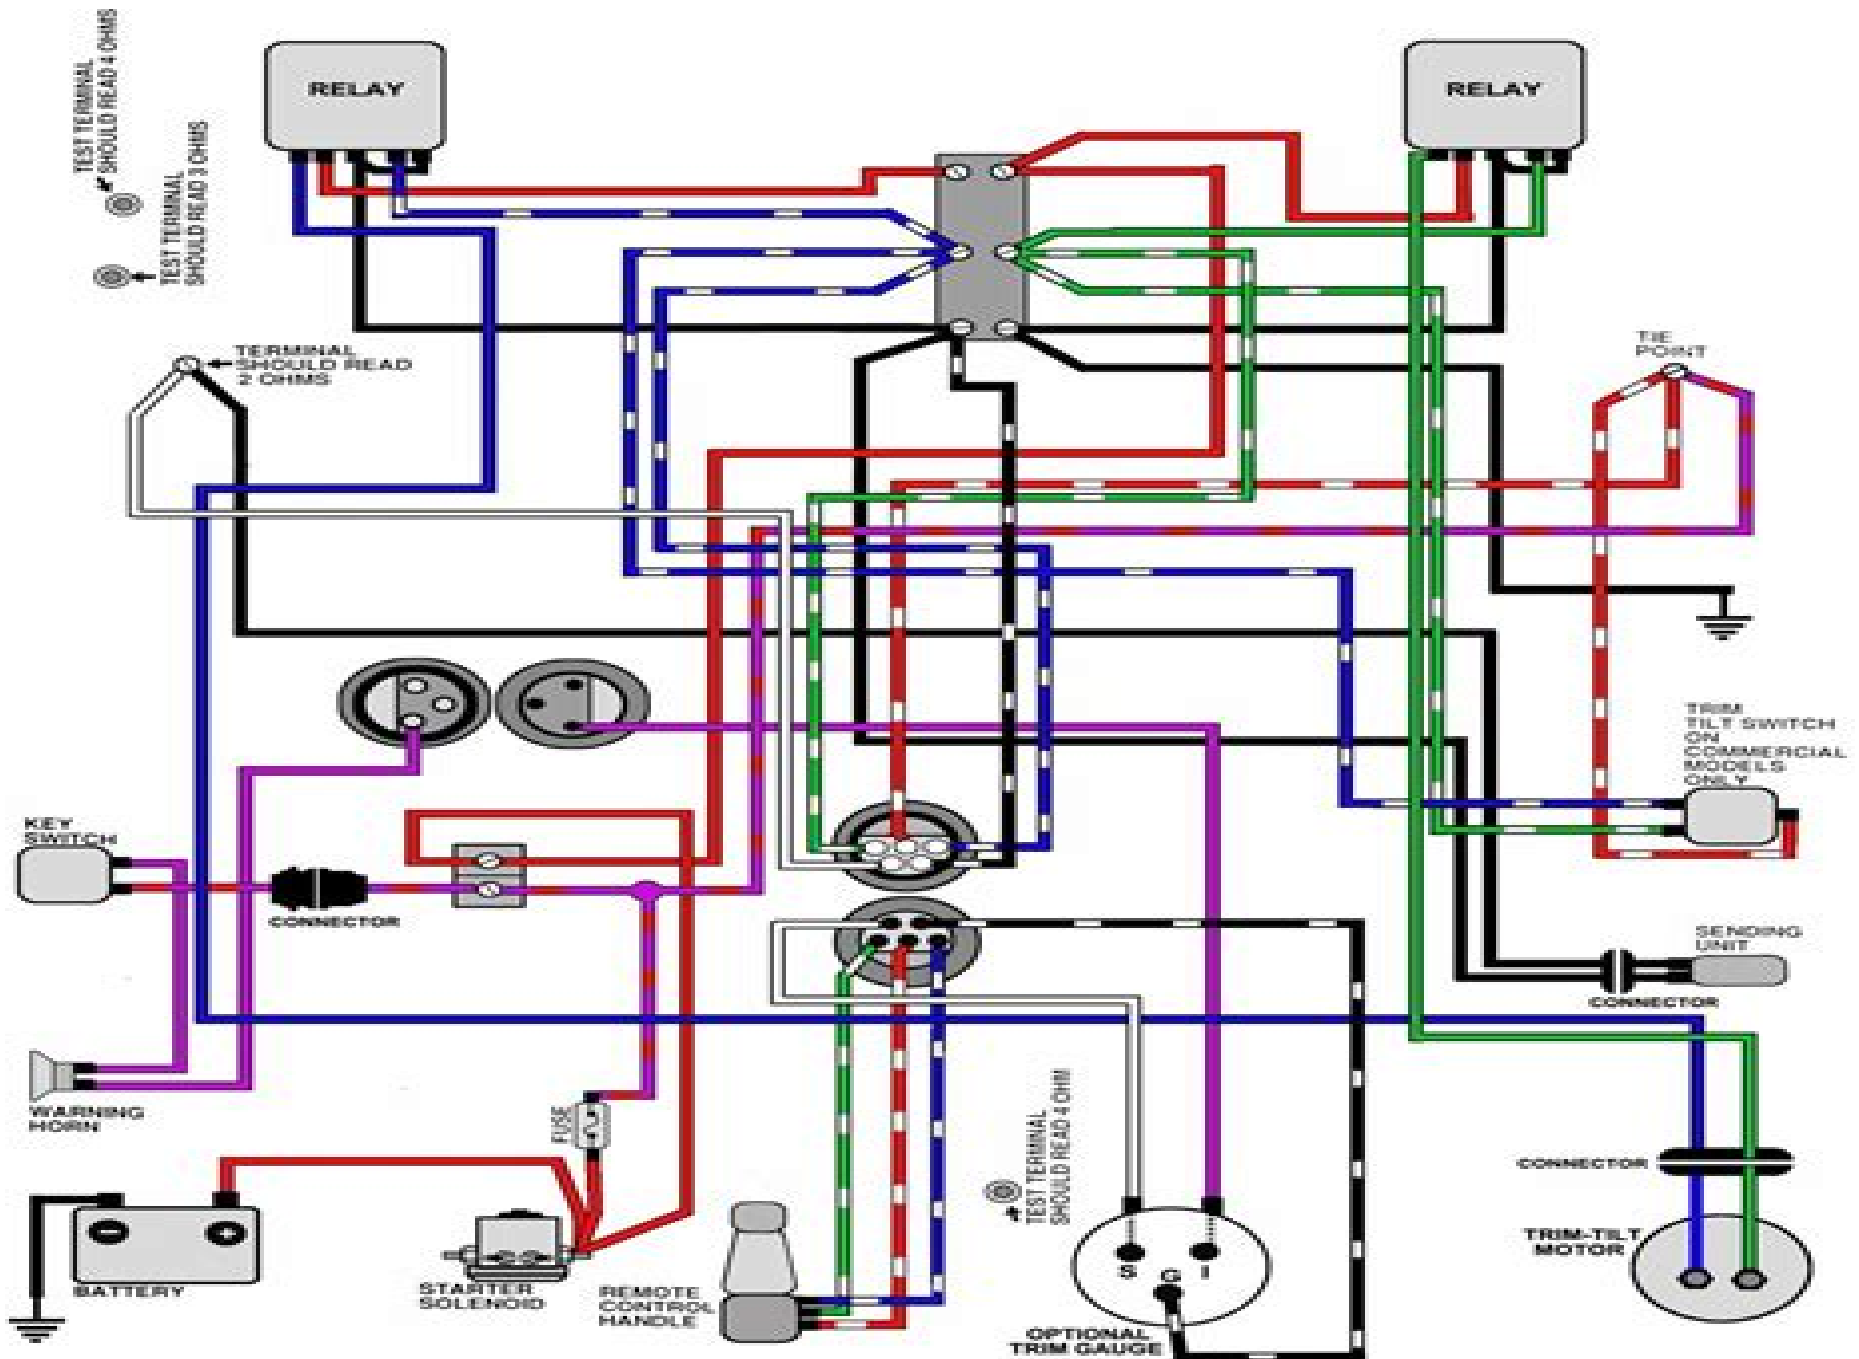 TEST TERMINAL
SHOULD READ 4 OHMS
TEST TERMINAL
SHOULD READ 3 OHMS
RELAY
RELAY
TERMINAL
SHOULD READ
2 OHMS
TIE
POINT
TRIM
TILT SWITCH
ON
COMMERCIAL
MODELS
ONLY
KEY
SWITCH
CONNECTOR
SENDING
UNIT
CONNECTOR
WARNING
HORN
FUSE
TEST TERMINAL
SHOULD READ 4 OHM
CONNECTOR
BATTERY
STARTER
SOLENOID
REMOTE
CONTROL
HANDLE
S
G
I
OPTIONAL
TRIM GAUGE
TRIM-TILT
MOTOR